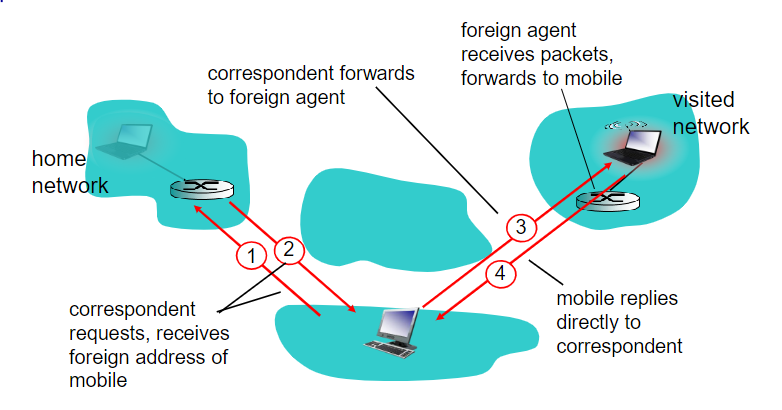 foreign agent
receives packets,
forwards to mobile
correspondent forwards
to foreign agent
visited
network
home
network
1
2
3
4
correspondent
requests, receives
foreign address of
mobile
mobile replies
directly to
correspondent